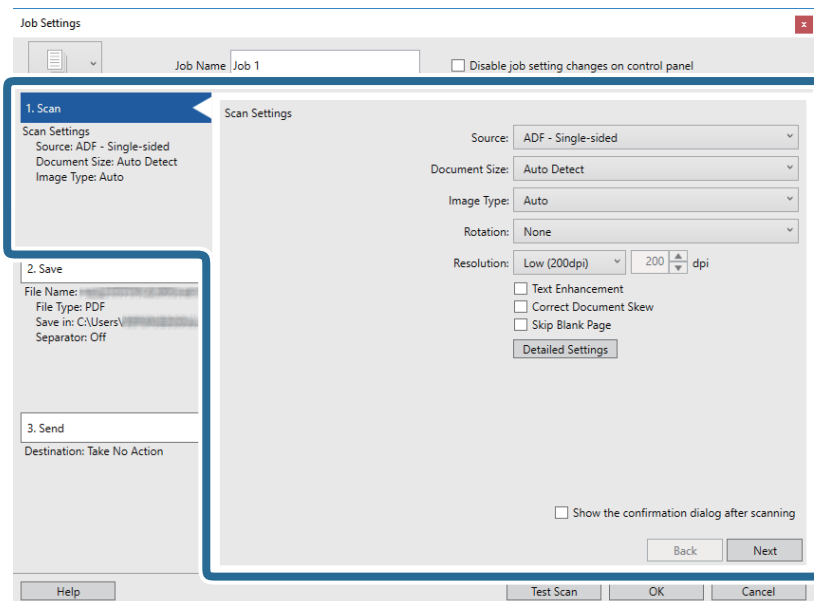 Job Settings
x
Job Name Job 1 Disable job setting changes on control panel
1. Scan
Scan Settings
Source: ADF - Single-sided
Document Size: Auto Detect
Image Type: Auto
2. Save
File Name:
File Type: PDF
Save in: C:\Users\
Separator: Off
3. Send
Destination: Take No Action
Scan Settings
Source: ADF - Single-sided
Document Size: Auto Detect
Image Type: Auto
Rotation: None
Resolution: Low (200dpi) 200 dpi
Text Enhancement
Correct Document Skew
Skip Blank Page
Detailed Settings
Show the confirmation dialog after scanning
Back Next
Help Test Scan OK Cancel